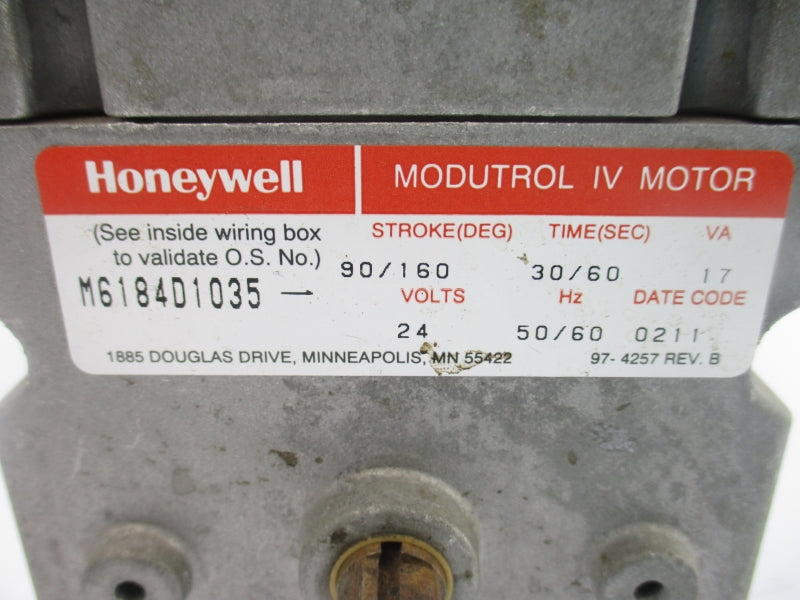 Honeywell MODUTROL IV MOTOR
(See inside wiring box
to validate O.S. No.)
STROKE(DEG) TIME(SEC) VA
90/160 30/60 17
M6184D1035 →
VOLTS Hz DATE CODE
24 50/60 0211
1885 DOUGLAS DRIVE, MINNEAPOLIS, MN 55422 97-4257 REV. B